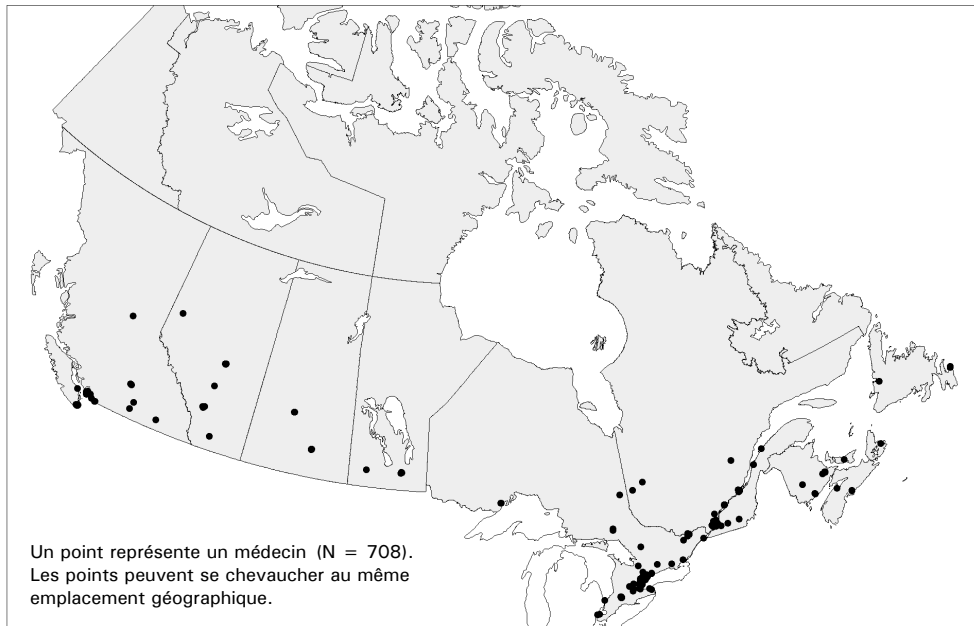 Un point représente un médecin (N = 708).
Les points peuvent se chevaucher au même
emplacement géographique.